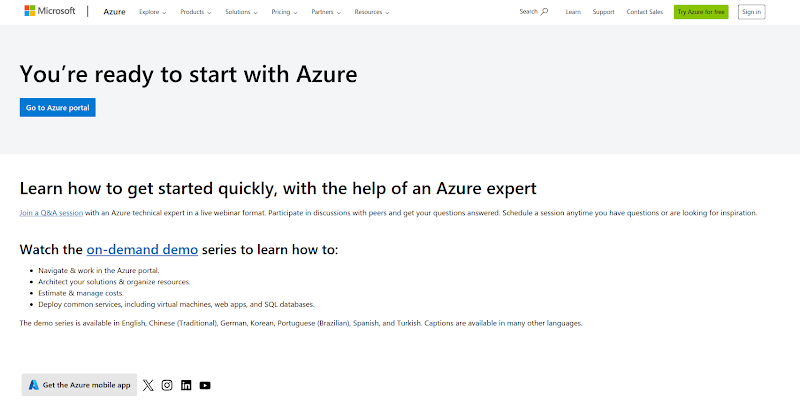 Microsoft Azure Explore Products Solutions Pricing Partners Resources Search Learn Support Contact Sales Try Azure for free Sign in
You're ready to start with Azure
Go to Azure portal
Learn how to get started quickly, with the help of an Azure expert
Join a Q&A session with an Azure technical expert in a live webinar format. Participate in discussions with peers and get your questions answered. Schedule a session anytime you have questions or are looking for inspiration.
Watch the on-demand demo series to learn how to:
• Navigate & work in the Azure portal.
• Architect your solutions & organize resources.
• Estimate & manage costs.
• Deploy common services, including virtual machines, web apps, and SQL databases.
The demo series is available in English, Chinese (Traditional), German, Korean, Portuguese (Brazilian), Spanish, and Turkish. Captions are available in many other languages.
Get the Azure mobile app